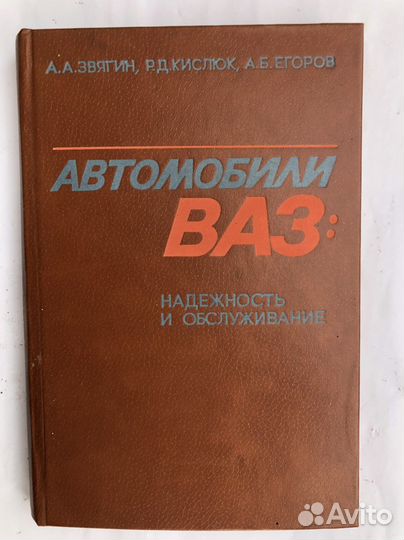 А.А.ЗВЯГИН, Р.Д.КИСЛЮК, А.Б.ЕГОРОВ
АВТОМОБИЛИ
ВАЗ:
НАДЕЖНОСТЬ
И ОБСЛУЖИВАНИЕ
Avito